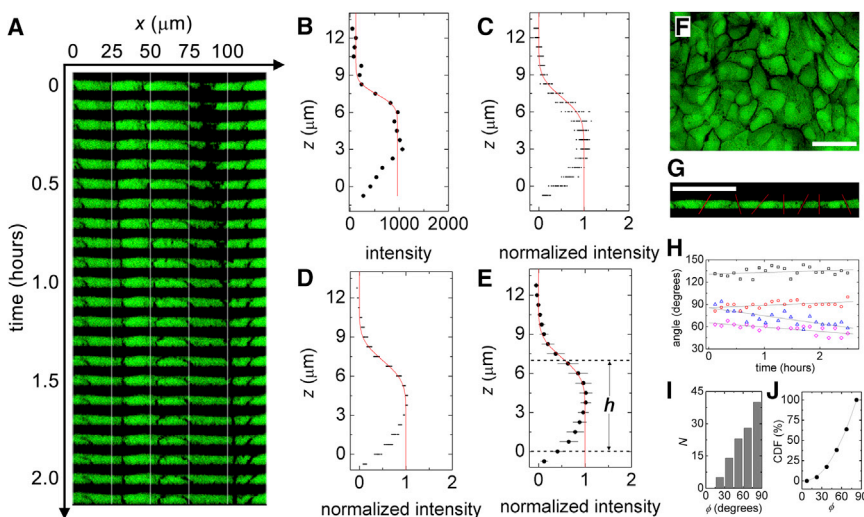 A
x (μm)
0 25 50 75 100
time (hours)
0
0.5
1.0
1.5
2.0
B
z (μm)
12
9
6
3
0
0 1000 2000
intensity
C
z (μm)
12
9
6
3
0
0 1 2
normalized intensity
D
z (μm)
12
9
6
3
0
0 1 2
normalized intensity
E
z (μm)
12
9
6
3
0
h
0 1 2
normalized intensity
F
G
H
angle (degrees)
150
120
90
60
30
0 1 2
time (hours)
I
N
45
30
15
0
0 30 60 90
ϕ (degrees)
J
CDF (%)
100
75
50
25
0
0 30 60 90
ϕ